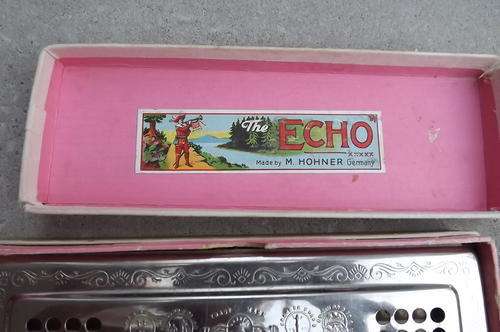 The ECHO
Made by M. HOHNER Germany